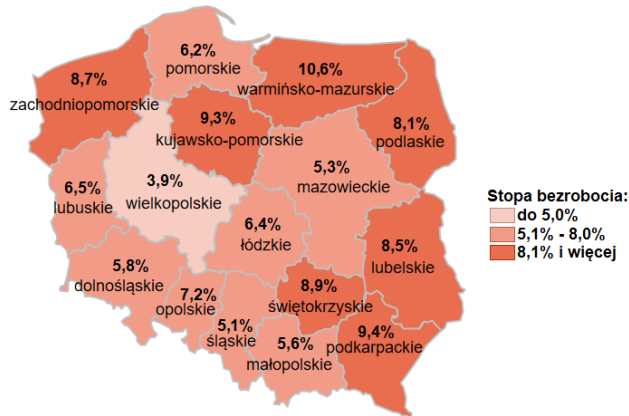 6,2%
pomorskie
10,6%
warmińsko-mazurskie
8,7%
zachodniopomorskie
9,3%
kujawsko-pomorskie
8,1%
podlaskie
5,3%
mazowieckie
3,9%
wielkopolskie
6,5%
lubuskie
6,4%
łódzkie
8,5%
lubelskie
5,8%
dolnośląskie
7,2%
opolskie
8,9%
świętokrzyskie
5,1%
śląskie
5,6%
małopolskie
9,4%
podkarpackie
Stopa bezrobocia:
do 5,0%
5,1% - 8,0%
8,1% i więcej